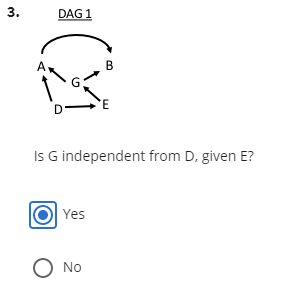 3. DAG 1
A B
G
D E
Is G independent from D, given E?
Yes
No